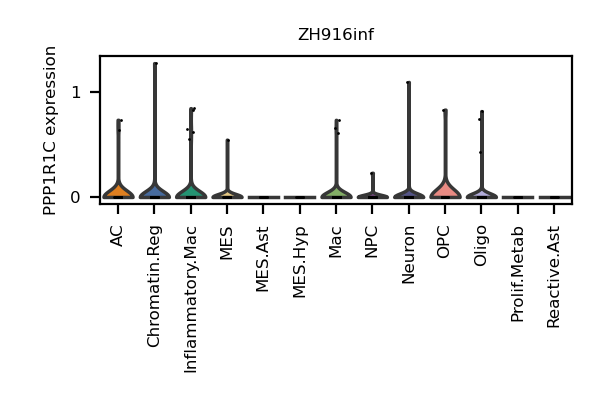 ZH916inf
PPP1R1C expression
1
0
AC
Chromatin.Reg
Inflammatory.Mac
MES
MES.Ast
MES.Hyp
Mac
NPC
Neuron
OPC
Oligo
Prolif.Metab
Reactive.Ast